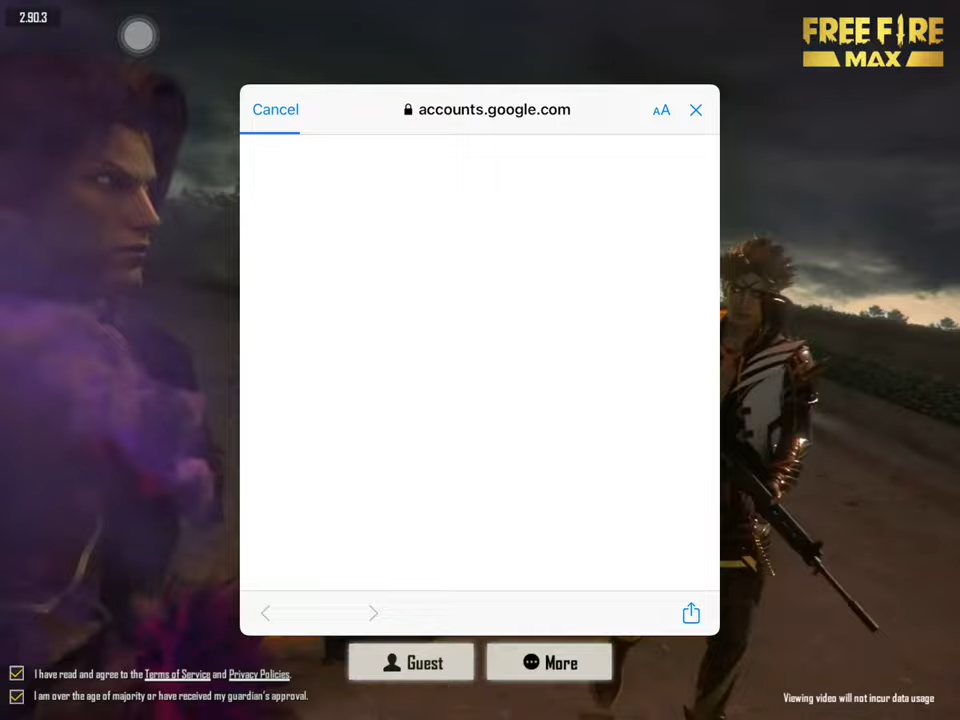 2.90.3
FREE FIRE
MAX
Cancel
accounts.google.com
AA
Guest
More
I have read and agree to the Terms of Service and Privacy Policies.
I am over the age of majority or have received my guardian's approval.
Viewing video will not incur data usage